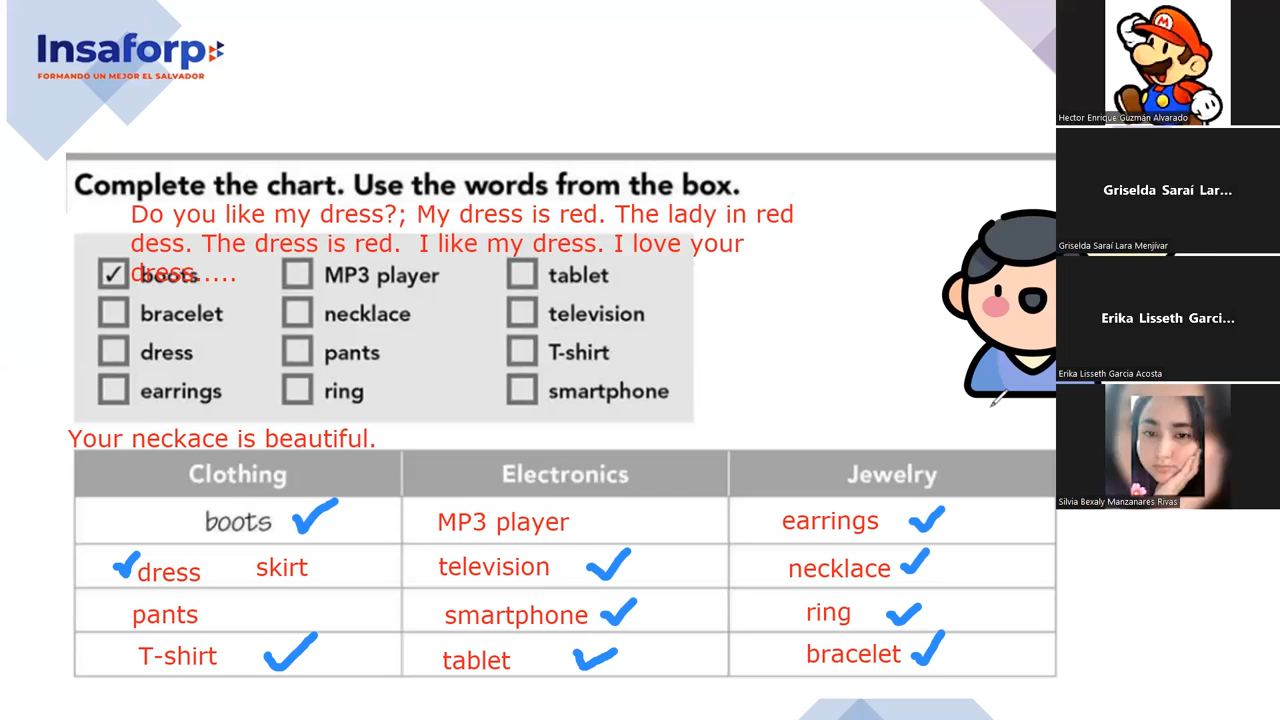 Insaforp
FORMANDO UN MEJOR EL SALVADOR
Complete the chart. Use the words from the box.
Do you like my dress?; My dress is red. The lady in red
dess. The dress is red. I like my dress. I love your
dress.....
✓ boots MP3 player tablet
bracelet necklace television
dress pants T-shirt
earrings ring smartphone
Your neckace is beautiful.
Clothing Electronics Jewelry
boots MP3 player earrings
dress skirt television necklace
pants smartphone ring
T-shirt tablet bracelet
M
Hector Enrique Guzmán Alvarado
Griselda Saraí Lar...
Griselda Saraí Lara Menjívar
Erika Lisseth Garci...
Erika Lisseth Garcia Acosta
Silvia Bexaly Manzanares Rivas